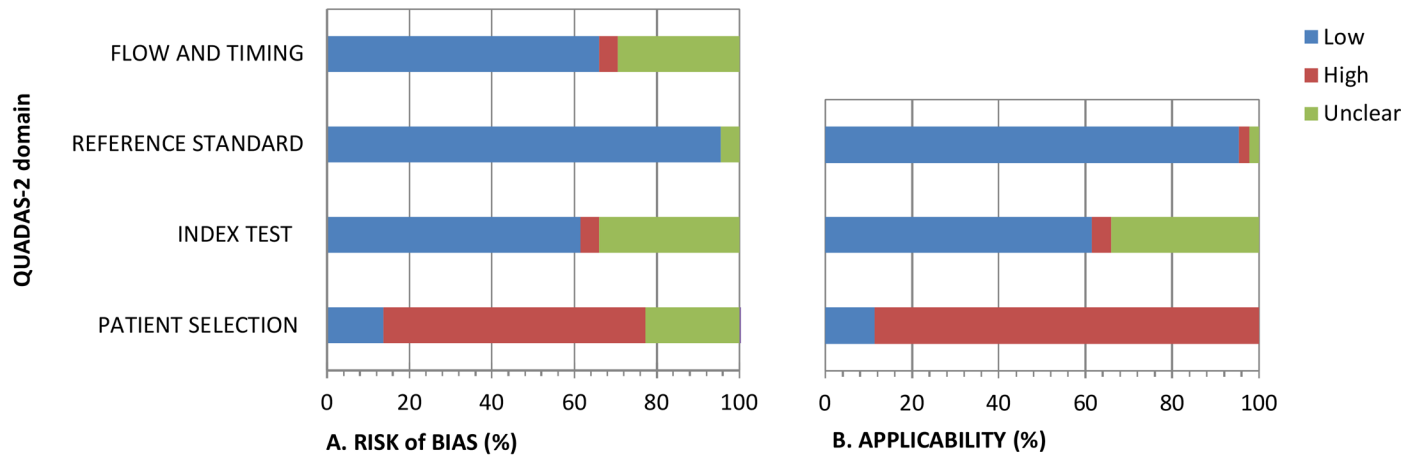 QUADAS-2 domain
FLOW AND TIMING
REFERENCE STANDARD
INDEX TEST
PATIENT SELECTION
0 20 40 60 80 100
A. RISK of BIAS (%)
0 20 40 60 80 100
B. APPLICABILITY (%)
Low
High
Unclear